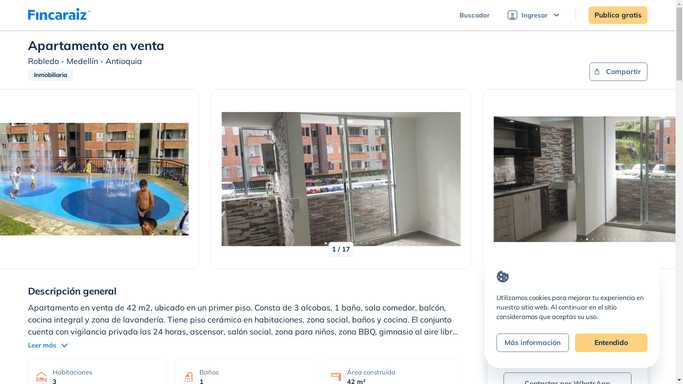 Fincaraiz
Buscador
Ingresar
Publica gratis
Apartamento en venta
Robledo - Medellín - Antioquia
Inmobiliaria
Compartir
1 / 17
Descripción general
Apartamento en venta de 42 m2, ubicado en un primer piso. Consta de 3 alcobas, 1 baño, sala comedor, balcón,
cocina integral y zona de lavandería. Tiene piso cerámico en habitaciones, zona social, baños y cocina. El conjunto
cuenta con vigilancia privada las 24 horas, ascensor, salón social, zona para niños, zona BBQ, gimnasio al aire libr...
Leer más
Habitaciones
3
Baños
1
Área construida
42 m²
Utilizamos cookies para mejorar tu experiencia en
nuestro sitio web. Al continuar en el sitio
consideramos que aceptas su uso.
Más información
Entendido
Contactar por WhatsApp